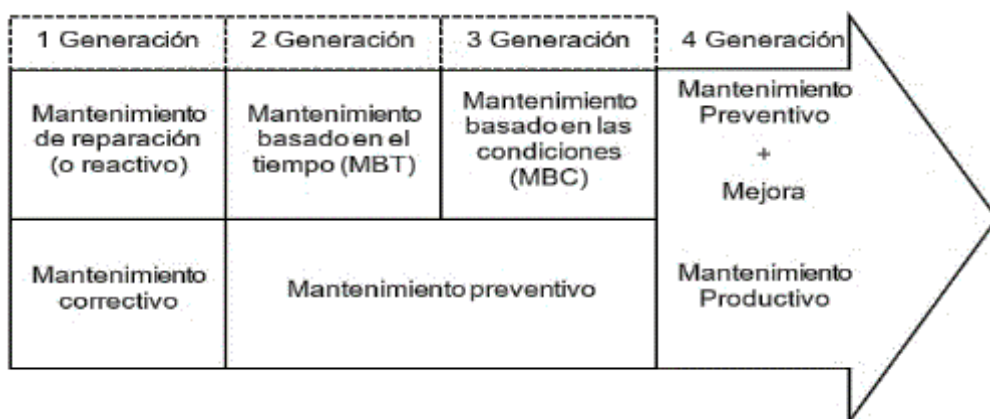 1 Generación
2 Generación
3 Generación
4 Generación
Mantenimiento
de reparación
(o reactivo)
Mantenimiento
basado en el
tiempo (MBT)
Mantenimiento
basado en las
condiciones
(MBC)
Mantenimiento
Preventivo
+
Mejora
Mantenimiento
correctivo
Mantenimiento preventivo
Mantenimiento
Productivo